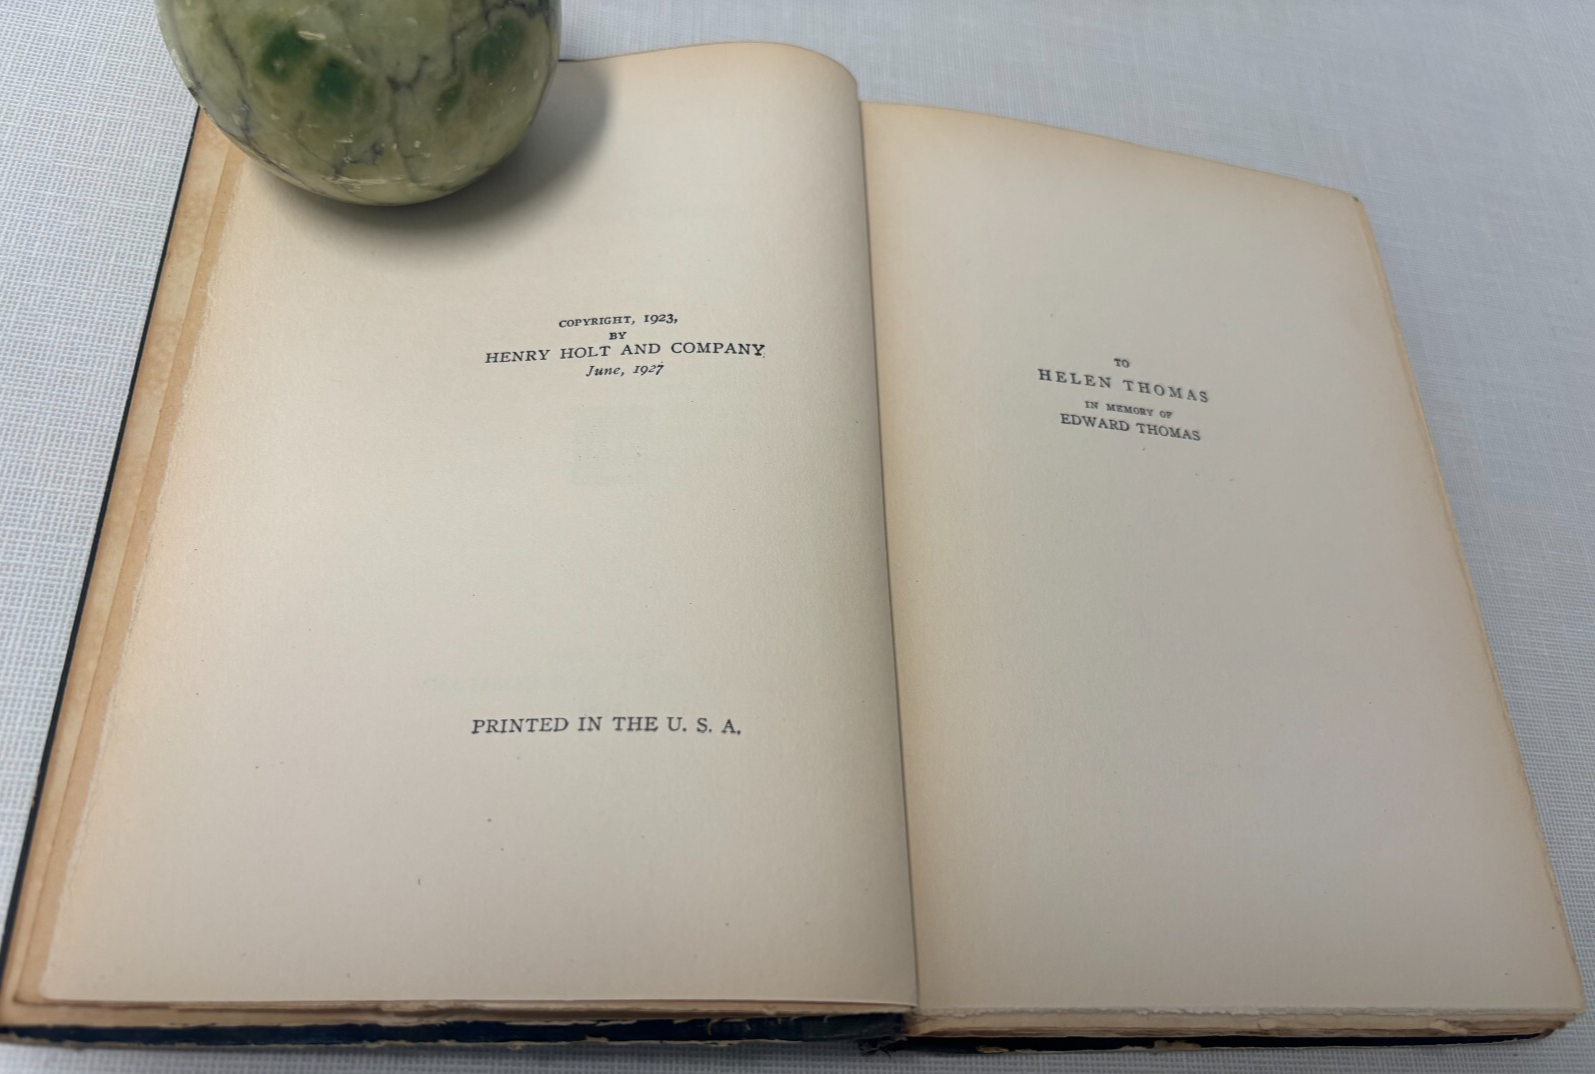 COPYRIGHT, 1923,
BY
HENRY HOLT AND COMPANY
June, 1927
PRINTED IN THE U. S. A.
TO
HELEN THOMAS
IN MEMORY OF
EDWARD THOMAS